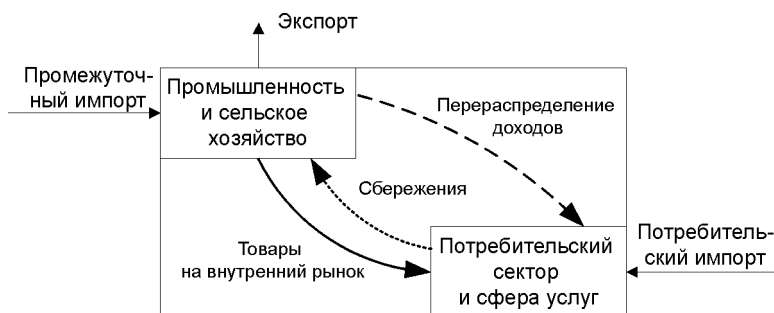 Экспорт
Промежуточ-
ный импорт
Промышленность
и сельское
хозяйство
Перераспределение
доходов
Сбережения
Товары
на внутренний рынок
Потребительский
сектор
и сфера услуг
Потребитель-
ский импорт